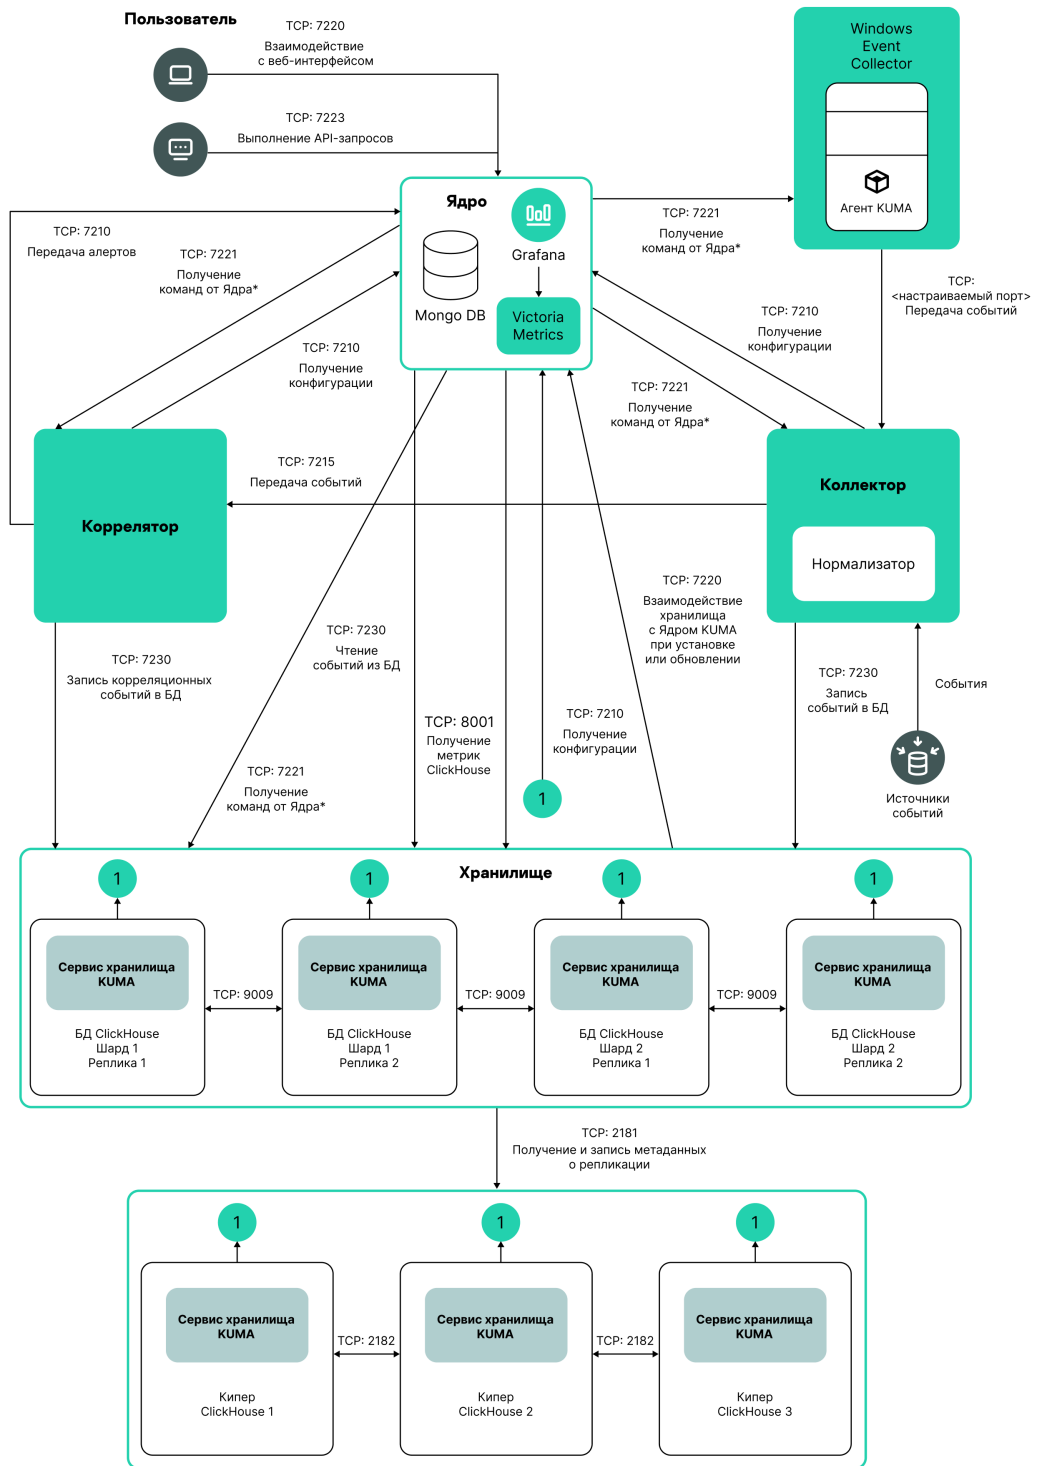 Пользователь
TCP: 7220
Взаимодействие
с веб-интерфейсом
TCP: 7223
Выполнение API-запросов
Windows
Event
Collector
Агент KUMA
Ядро
Grafana
Mongo DB
Victoria
Metrics
TCP: 7221
Получение
команд от Ядра*
TCP: 7210
Передача алертов
TCP: 7221
Получение
команд от Ядра*
TCP: 7210
Получение
конфигурации
TCP:
<настраиваемый порт>
Передача событий
TCP: 7210
Получение
конфигурации
TCP: 7221
Получение
команд от Ядра*
TCP: 7215
Передача событий
Коррелятор
Коллектор
Нормализатор
TCP: 7220
Взаимодействие
хранилища
с Ядром KUMA
при установке
или обновлении
TCP: 7230
Чтение
событий из БД
TCP: 7230
Запись корреляционных
событий в БД
TCP: 7230
Запись
событий в БД
События
Источники
событий
TCP: 8001
Получение
метрик
ClickHouse
TCP: 7210
Получение
конфигурации
1
TCP: 7221
Получение
команд от Ядра*
Хранилище
1
1
1
1
Сервис хранилища
KUMA
БД ClickHouse
Шард 1
Реплика 1
TCP: 9009
Сервис хранилища
KUMA
БД ClickHouse
Шард 1
Реплика 2
TCP: 9009
Сервис хранилища
KUMA
БД ClickHouse
Шард 2
Реплика 1
TCP: 9009
Сервис хранилища
KUMA
БД ClickHouse
Шард 2
Реплика 2
TCP: 2181
Получение и запись метаданных
о репликации
1
1
1
Сервис хранилища
KUMA
Кипер
ClickHouse 1
TCP: 2182
Сервис хранилища
KUMA
Кипер
ClickHouse 2
TCP: 2182
Сервис хранилища
KUMA
Кипер
ClickHouse 3